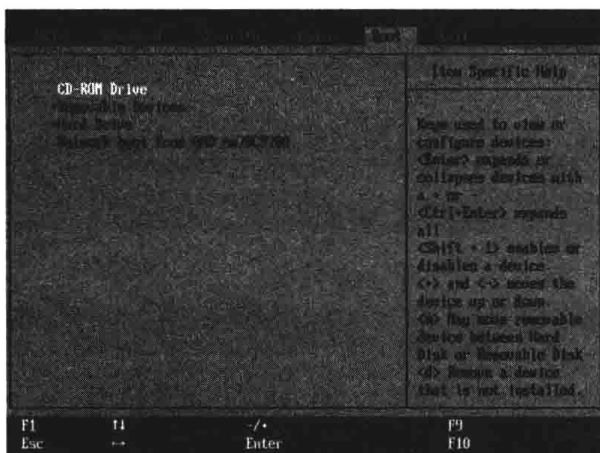 Boot
Item Specific Help
CD-ROM Drive
Removable Devices
Hard Drive
Network boot from AMD
Keys used to view or
configure devices:
<Enter> expands or
collapses devices with
a + or
<Ctrl+Enter> expands
all
<Shift + 1> enables or
disables a device.
<+> and <-> moves the
device up or down.
<n> May move removable
device between Hard
Disk or Removable Disk
<d> Remove a device
that is not installed.
F1 ↑↓ -/+ F9
Esc ↔ Enter F10